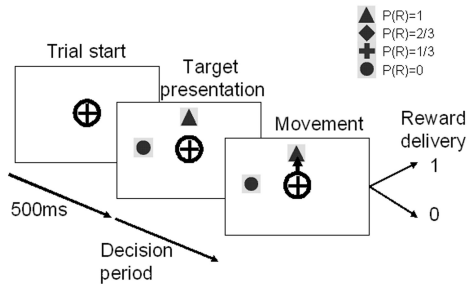 P(R)=1
P(R)=2/3
P(R)=1/3
P(R)=0
Trial start
Target
presentation
Movement
Reward
delivery
1
0
500ms
Decision
period